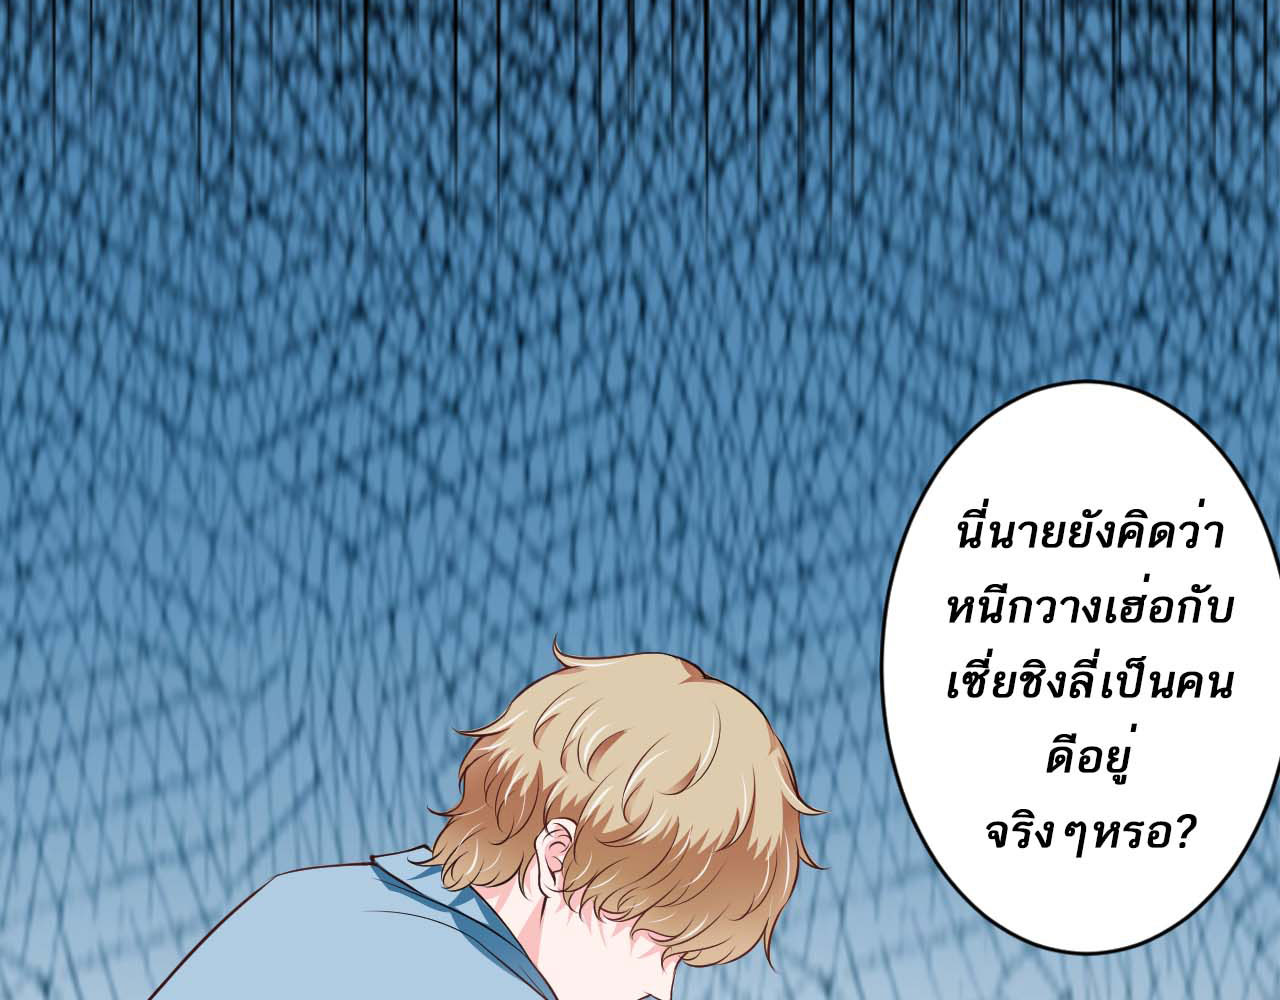 นี่นายยังคิดว่า
หนีกวางเฮ่อกับ
เซี่ยชิงลี่เป็นคน
ดีอยู่
จริงๆหรอ?